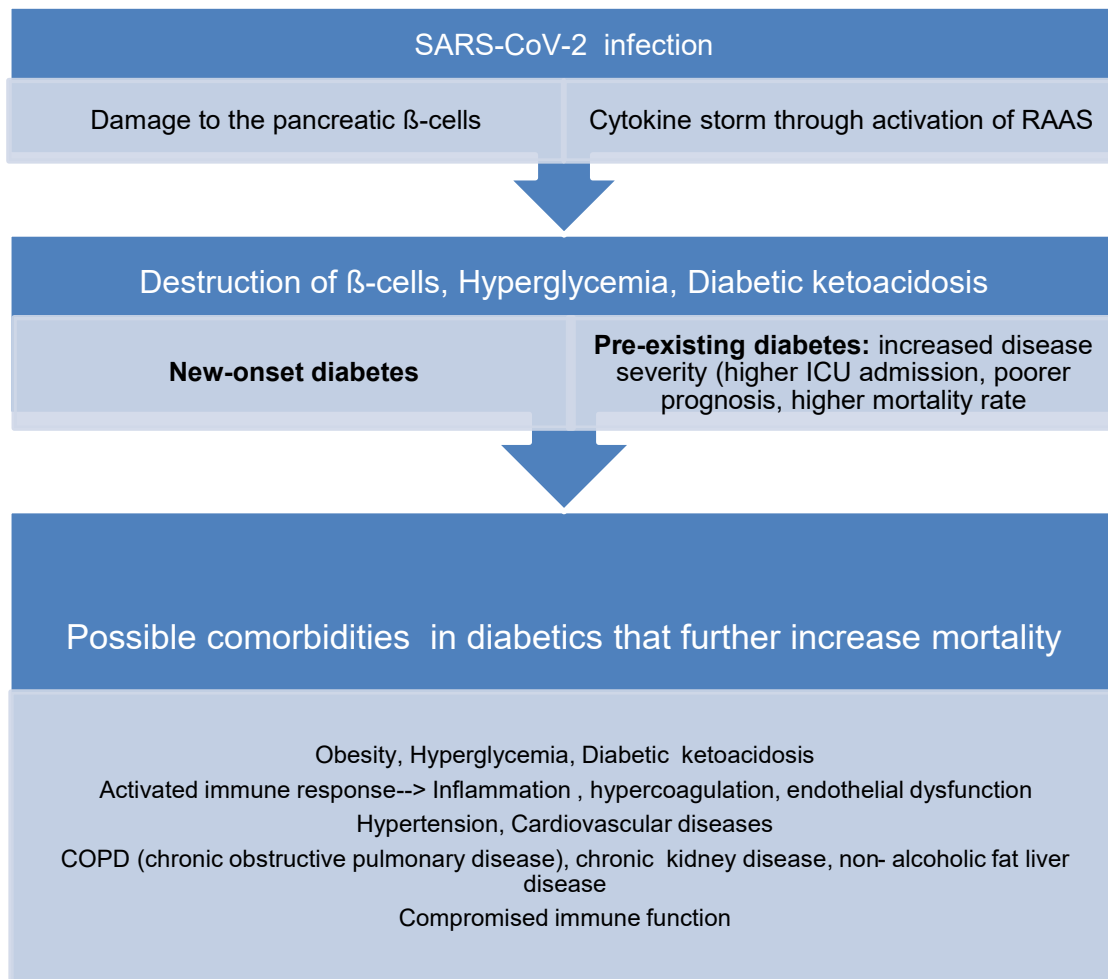 SARS-CoV-2 infection
Damage to the pancreatic ß-cells
Cytokine storm through activation of RAAS
Destruction of ß-cells, Hyperglycemia, Diabetic ketoacidosis
New-onset diabetes
Pre-existing diabetes: increased disease
severity (higher ICU admission, poorer
prognosis, higher mortality rate
Possible comorbidities in diabetics that further increase mortality
Obesity, Hyperglycemia, Diabetic ketoacidosis
Activated immune response--> Inflammation , hypercoagulation, endothelial dysfunction
Hypertension, Cardiovascular diseases
COPD (chronic obstructive pulmonary disease), chronic kidney disease, non- alcoholic fat liver
disease
Compromised immune function